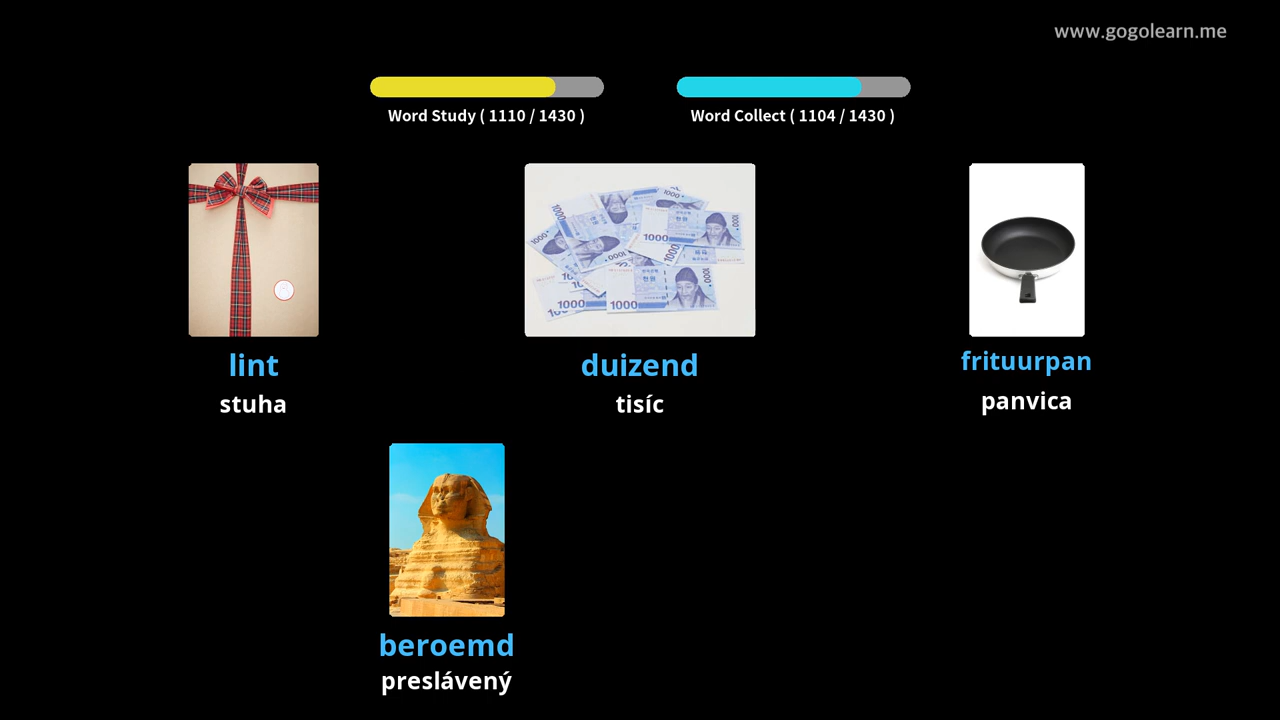 www.gogolearn.me
Word Study ( 1110 / 1430 )
Word Collect ( 1104 / 1430 )
lint
duizend
frituurpan
stuha
tisíc
panvica
beroemd
preslávený